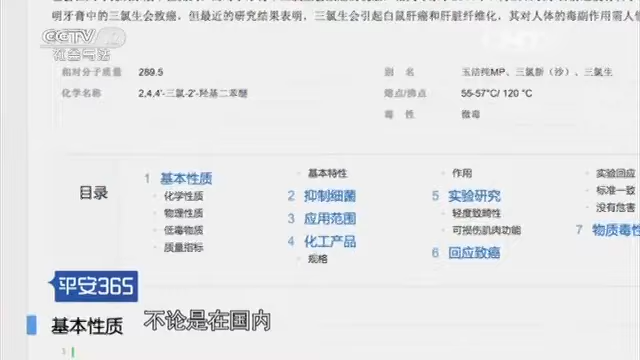 明牙膏中的三氯生会致癌，但最近的研究结果表明，三氯生会引起白鼠肝癌和肝脏纤维化，其对人体的毒副作用需人
CCTV 12
社会与法
相对分子质量 289.5 别 名 玉洁纯MP、三氯新（沙）、三氯生
化学名称 2,4,4'-三氯-2'-羟基二苯醚 熔点/沸点 55-57°C/ 120 °C
毒 性 微毒
目录
1 基本性质
· 化学性质
· 物理性质
· 低毒物质
· 质量指标
· 基本特性
2 抑制细菌
3 应用范围
4 化工产品
· 规格
· 作用
5 实验研究
· 轻度致畸性
· 可损伤肌肉功能
6 回应致癌
· 实验回应
· 标准一致
· 没有危害
7 物质毒性
平安365
基本性质
不论是在国内
1